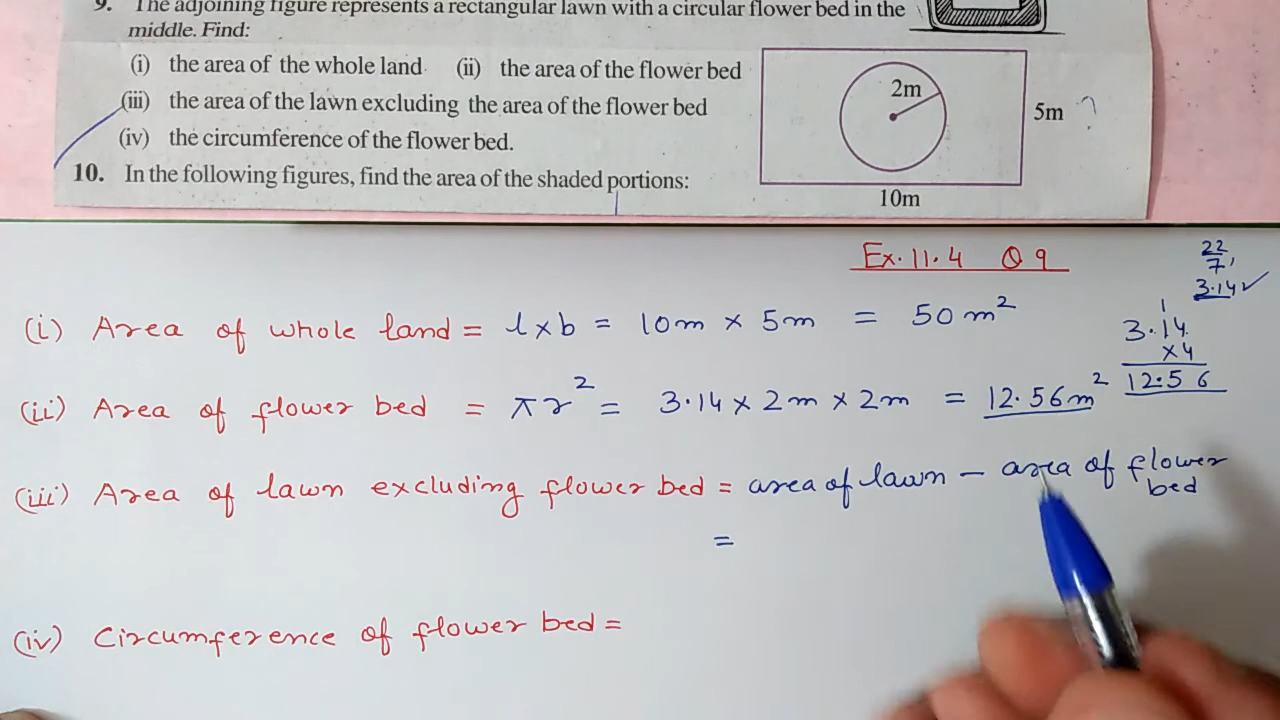 9. The adjoining figure represents a rectangular lawn with a circular flower bed in the
middle. Find:
(i) the area of the whole land (ii) the area of the flower bed
(iii) the area of the lawn excluding the area of the flower bed
(iv) the circumference of the flower bed.
10. In the following figures, find the area of the shaded portions:
2m
5m ?
10m
Ex. 11.4 Q 9
22
7,
3.14
(i) Area of whole land = l x b = 10m x 5m = 50 m²
1
3.14
x4
12.56
(ii) Area of flower bed = πr² = 3.14 x 2m x 2m = 12.56m²
(iii) Area of lawn excluding flower bed = area of lawn - area of flower
bed
=
(iv) Circumference of flower bed =